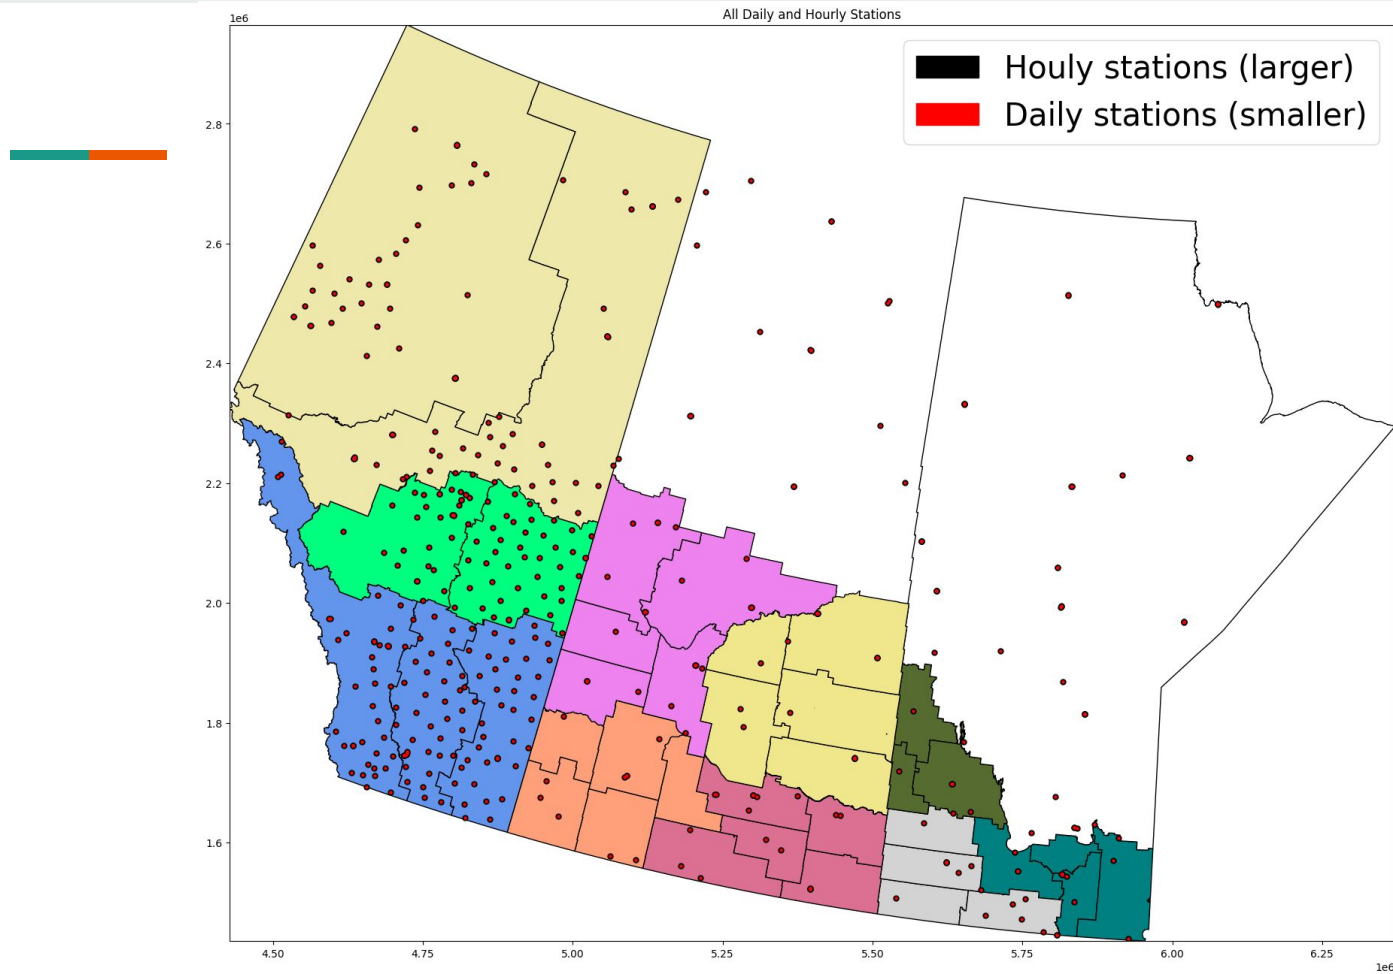 All Daily and Hourly Stations
1e6
Houly stations (larger)
Daily stations (smaller)
2.8
2.6
2.4
2.2
2.0
1.8
1.6
4.50 4.75 5.00 5.25 5.50 5.75 6.00 6.25
1e6